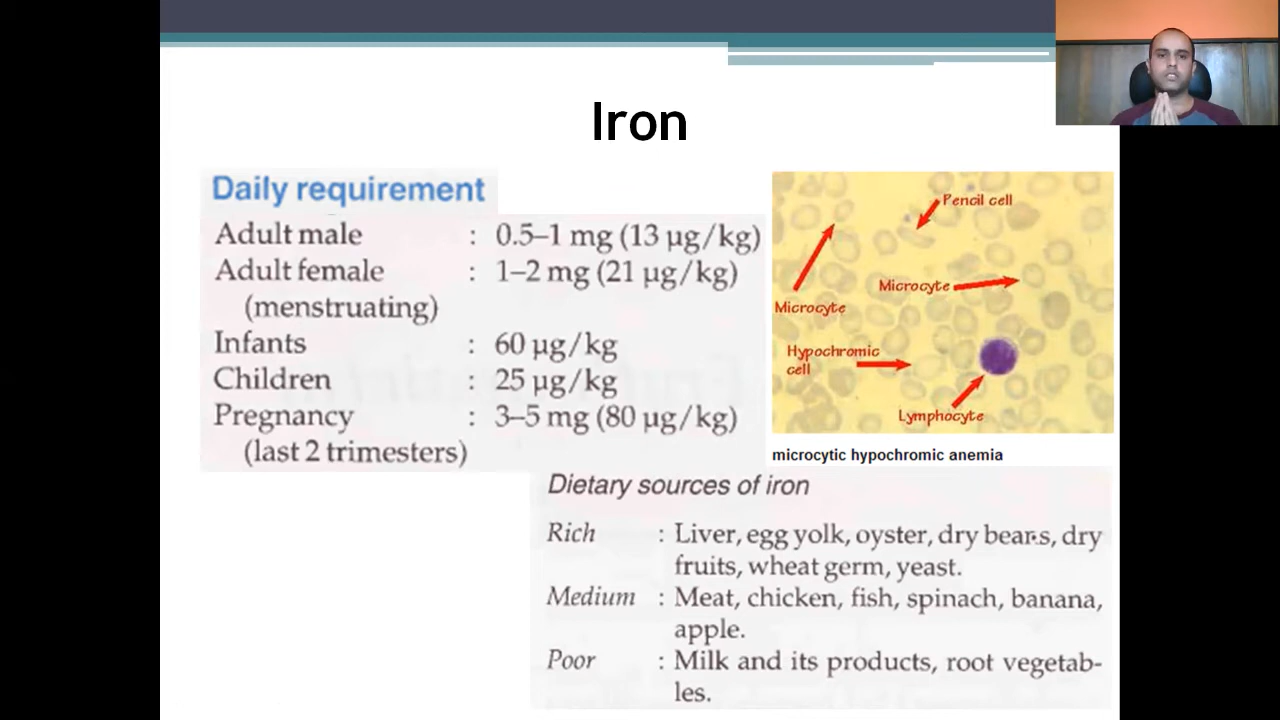 Iron
Daily requirement
Adult male : 0.5–1 mg (13 μg/kg)
Adult female : 1–2 mg (21 μg/kg)
(menstruating)
Infants : 60 μg/kg
Children : 25 μg/kg
Pregnancy : 3–5 mg (80 μg/kg)
(last 2 trimesters)
Pencil cell
Microcyte
Microcyte
Hypochromic
cell
Lymphocyte
microcytic hypochromic anemia
Dietary sources of iron
Rich : Liver, egg yolk, oyster, dry beans, dry
fruits, wheat germ, yeast.
Medium : Meat, chicken, fish, spinach, banana,
apple.
Poor : Milk and its products, root vegetab-
les.